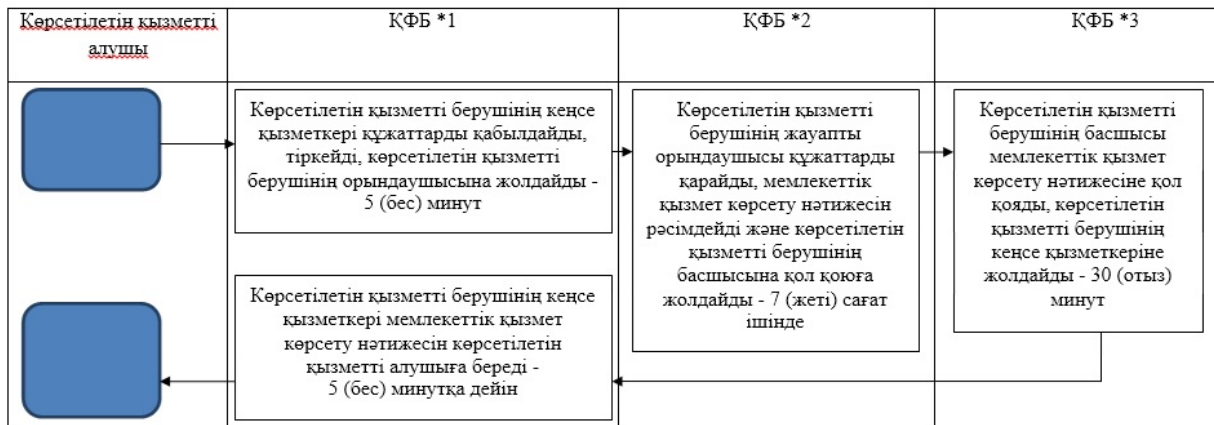 Көрсетілетін қызметті
алушы
ҚФБ *1
ҚФБ *2
ҚФБ *3
Көрсетілетін қызметті берушінің кеңсе
қызметкері құжаттарды қабылдайды,
тіркейді, көрсетілетін қызметті
берушінің орындаушысына жолдайды -
5 (бес) минут
Көрсетілетін қызметті
берушінің жауапты
орындаушысы құжаттарды
қарайды, мемлекеттік
қызмет көрсету нәтижесін
рәсімдейді және көрсетілетін
қызметті берушінің
басшысына қол қоюға
жолдайды - 7 (жеті) сағат
ішінде
Көрсетілетін қызметті
берушінің басшысы
мемлекеттік қызмет
көрсету нәтижесіне қол
қояды, көрсетілетін
қызметті берушінің
кеңсе қызметкеріне
жолдайды - 30 (отыз)
минут
Көрсетілетін қызметті берушінің кеңсе
қызметкері мемлекеттік қызмет
көрсету нәтижесін көрсетілетін
қызметті алушыға береді -
5 (бес) минутқа дейін